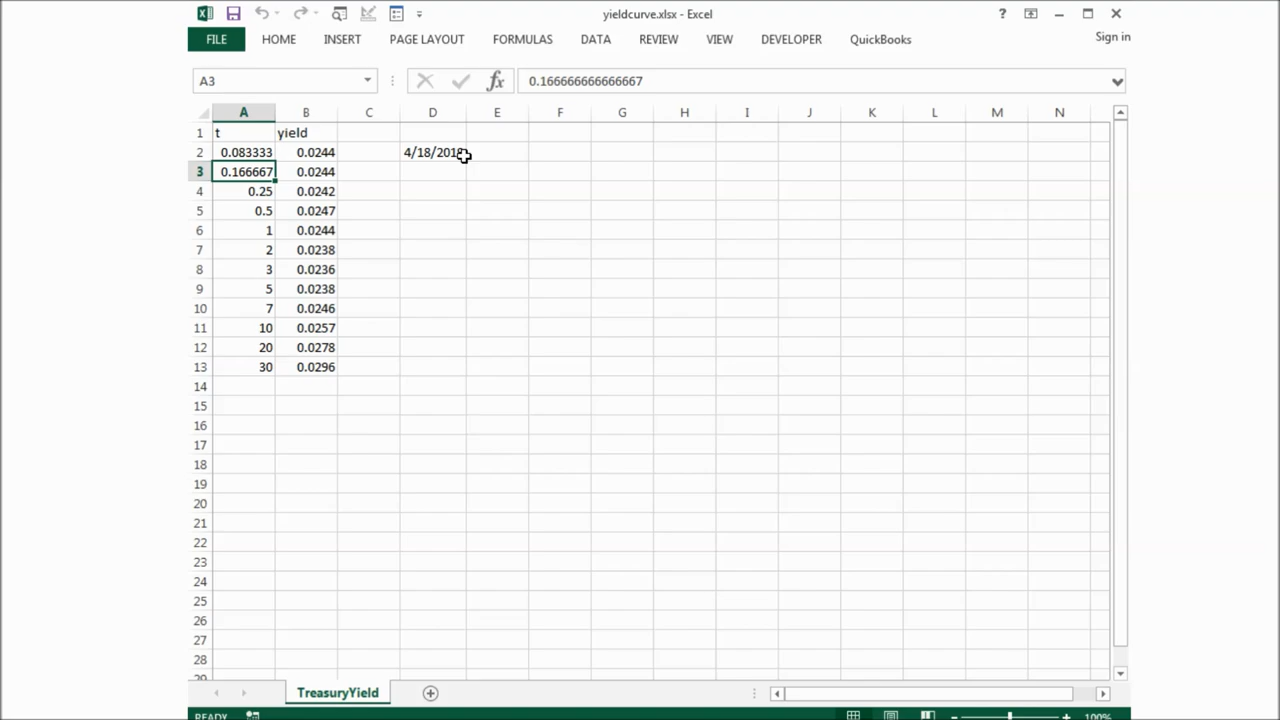 yieldcurve.xlsx - Excel
FILE HOME INSERT PAGE LAYOUT FORMULAS DATA REVIEW VIEW DEVELOPER QuickBooks Sign in
A3 fx 0.166666666666667
A B C D E F G H I J K L M N
1 t yield
2 0.083333 0.0244
3 0.166667 0.0244
4 0.25 0.0242
5 0.5 0.0247
6 1 0.0244
7 2 0.0238
8 3 0.0236
9 5 0.0238
10 7 0.0246
11 10 0.0257
12 20 0.0278
13 30 0.0296
14
15
16
17
18
19
20
21
22
23
24
25
26
27
28
29
TreasuryYield
READY 100%